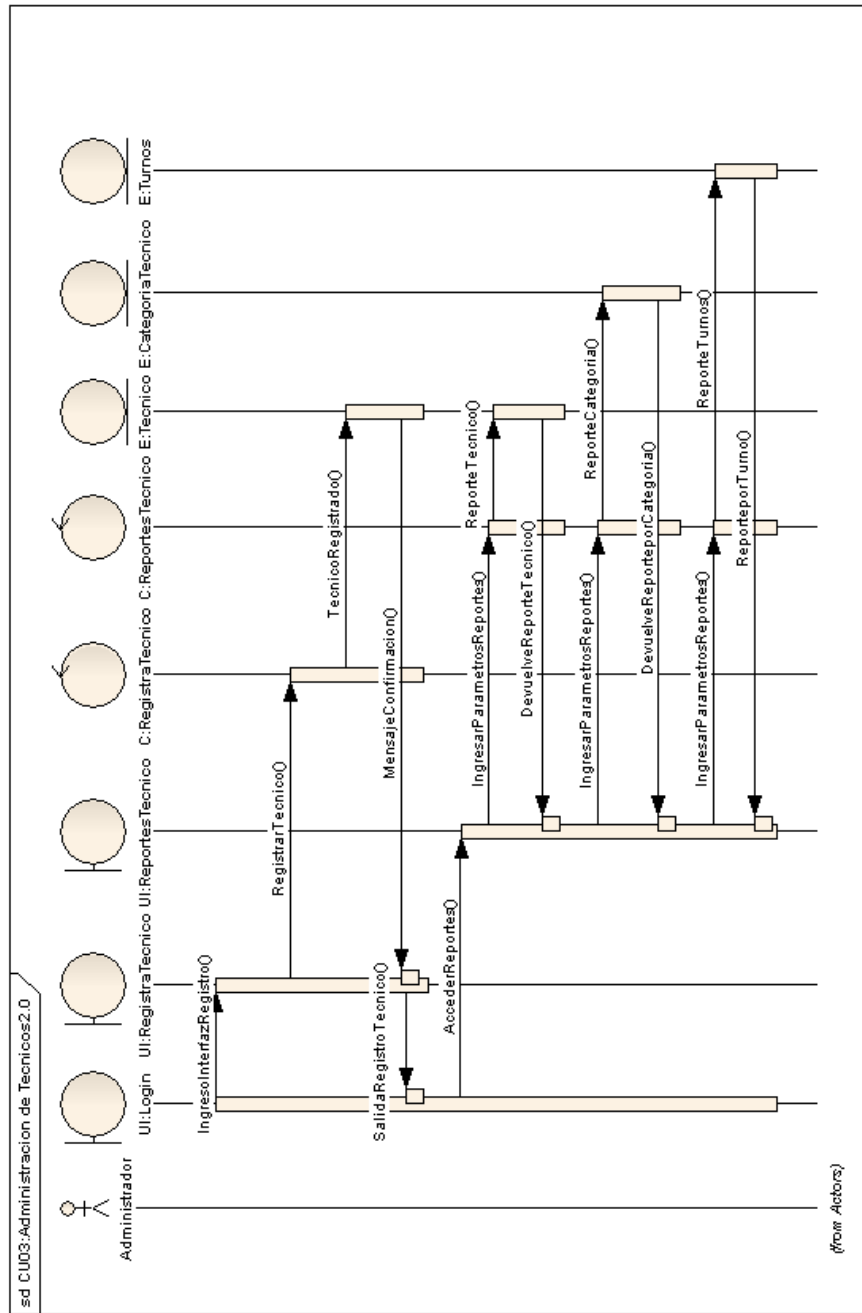 sd CU03:Administracion de Tecnicos2.0
Administrador
UI:Login
UI:RegistraTecnico
UI:ReportesTecnico
C:RegistraTecnico
C:ReportesTecnico
E:Tecnico
E:CategoriaTecnico
E:Turnos
IngresoInterfazRegistro()
RegistrarTecnico()
TecnicoRegistrado()
MensajeConfirmacion()
SalidaRegistroTecnico()
AccederReportes()
IngresarParametrosReportes()
ReporteTecnico()
DevuelveReporteTecnico()
IngresarParametrosReportes()
ReporteCategoria()
DevuelveReporteporCategoria()
IngresarParametrosReportes()
ReporteTurnos()
ReporteporTurno()
(from Actors)